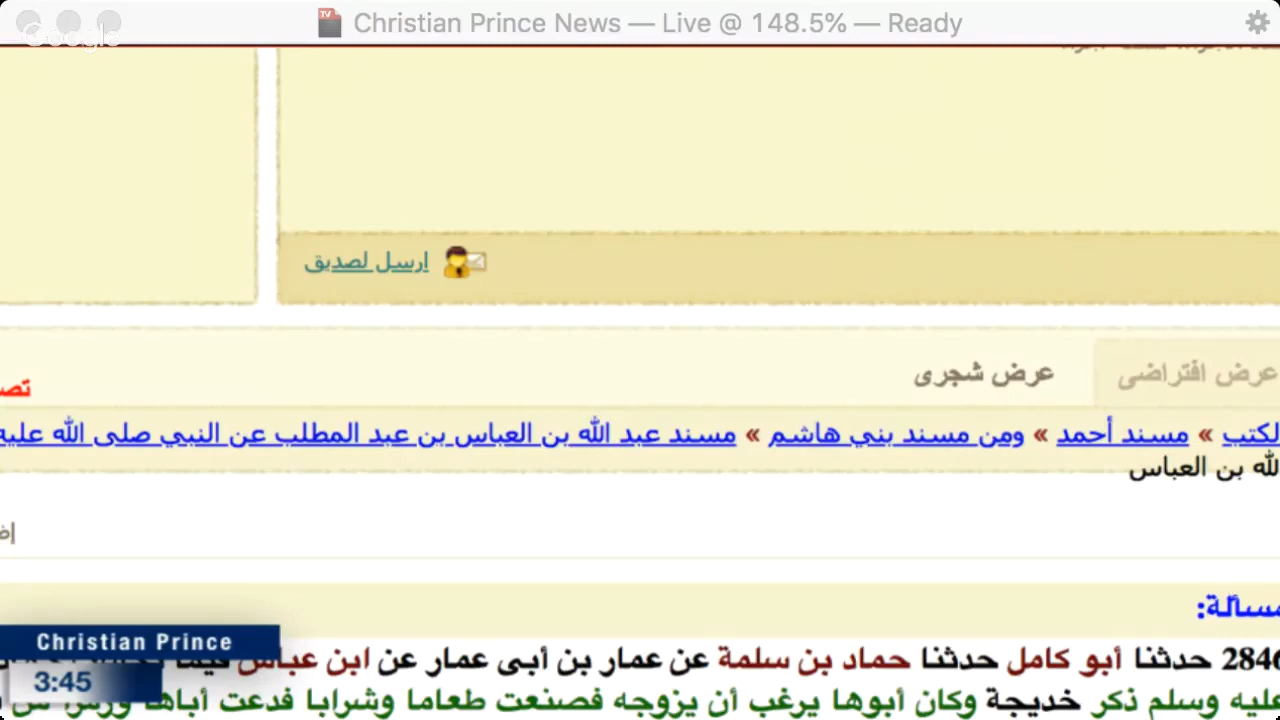 Christian Prince News — Live @ 148.5% — Ready
Google
ارسل لصديق
عرض افتراضى
عرض شجرى
مسند أحمد » ومن مسند بني هاشم » مسند عبد الله بن العباس بن عبد المطلب عن النبي صلى الله عليه
بن العباس
2846 حدثنا أبو كامل حدثنا حماد بن سلمة عن عمار بن أبى عمار عن ابن عباس
عليه وسلم ذكر خديجة وكان أبوها يرغب أن يزوجه فصنعت طعاما وشرابا فدعت أباها
Christian Prince
3:45